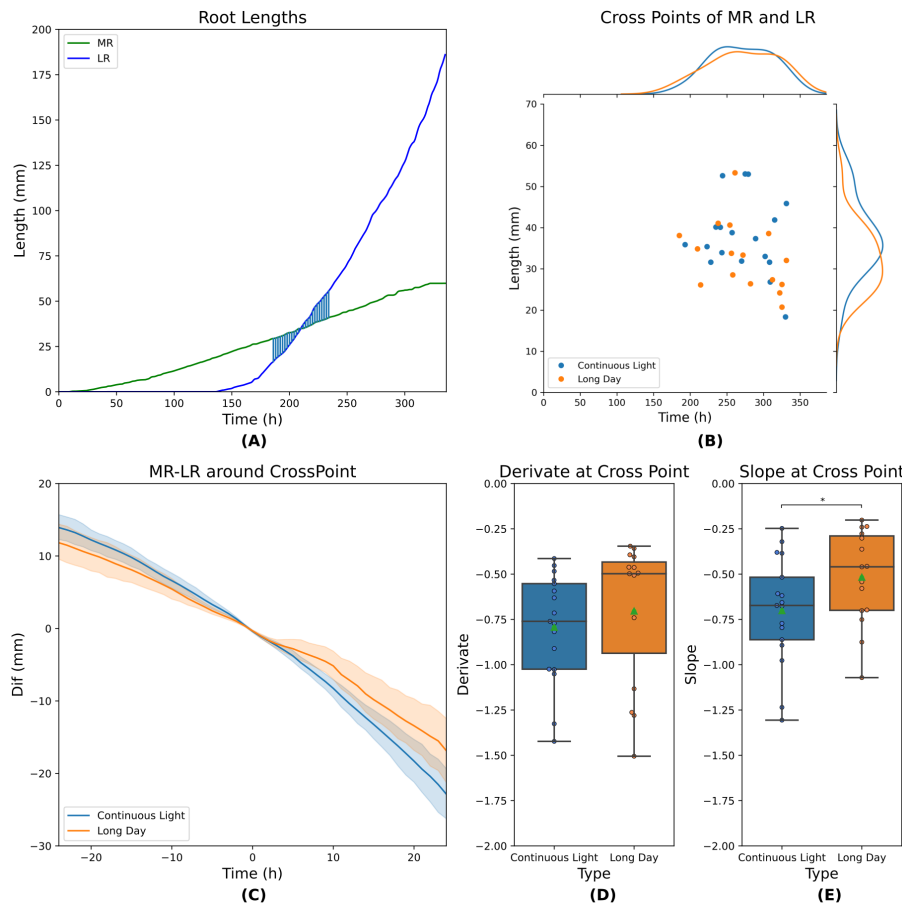 Root Lengths
200
175
150
125
100
75
50
25
0
Length (mm)
MR
LR
0 50 100 150 200 250 300
Time (h)
(A)
Cross Points of MR and LR
70
60
50
40
30
20
10
0
Length (mm)
Continuous Light
Long Day
0 50 100 150 200 250 300 350
Time (h)
(B)
MR-LR around CrossPoint
20
10
0
−10
−20
−30
Dif (mm)
Continuous Light
Long Day
−20 −10 0 10 20
Time (h)
(C)
Derivate at Cross Point
0.00
−0.25
−0.50
−0.75
−1.00
−1.25
−1.50
−1.75
−2.00
Derivate
Continuous Light Long Day
Type
(D)
Slope at Cross Point
0.00
−0.25
−0.50
−0.75
−1.00
−1.25
−1.50
−1.75
−2.00
Slope
*
Continuous Light Long Day
Type
(E)